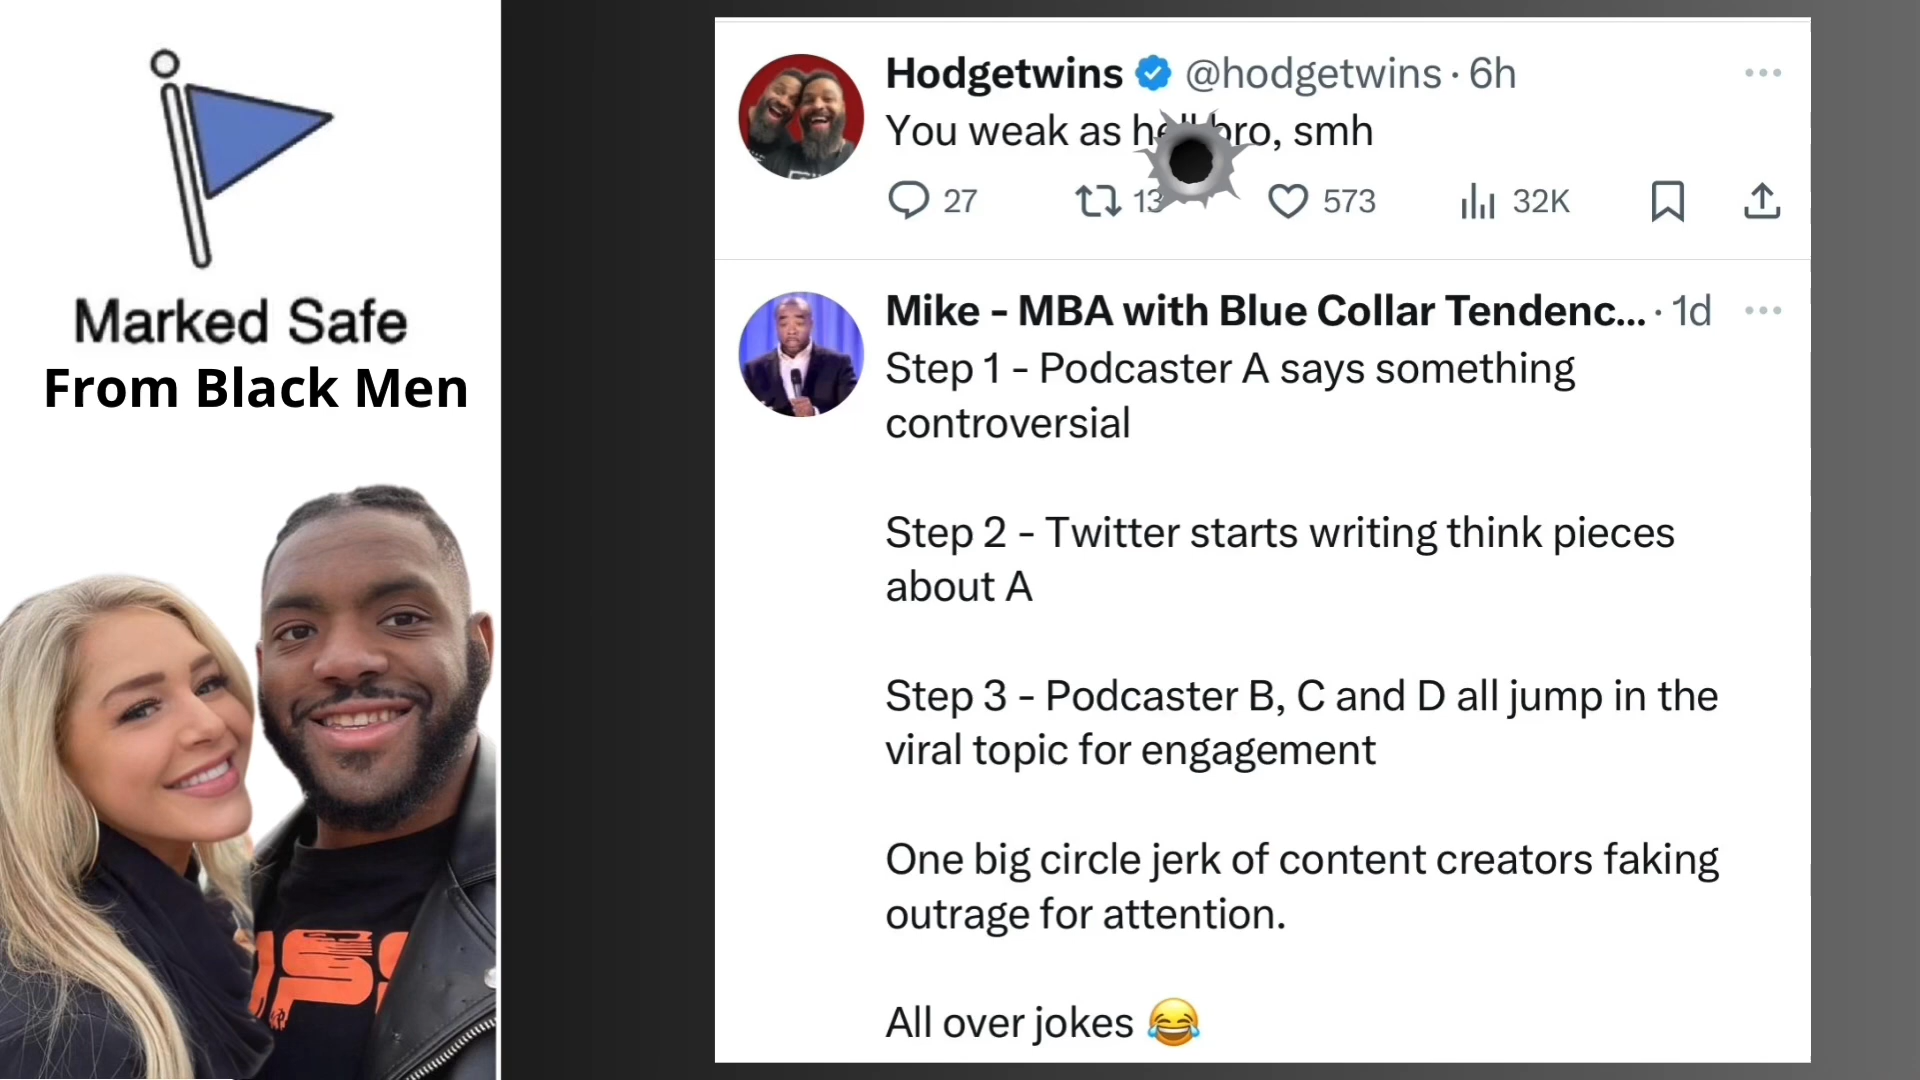 Marked Safe
From Black Men
Hodgetwins @hodgetwins · 6h
You weak as hell bro, smh
27 13 573 32K
Mike - MBA with Blue Collar Tendenc... · 1d
Step 1 - Podcaster A says something
controversial
Step 2 - Twitter starts writing think pieces
about A
Step 3 - Podcaster B, C and D all jump in the
viral topic for engagement
One big circle jerk of content creators faking
outrage for attention.
All over jokes 😂